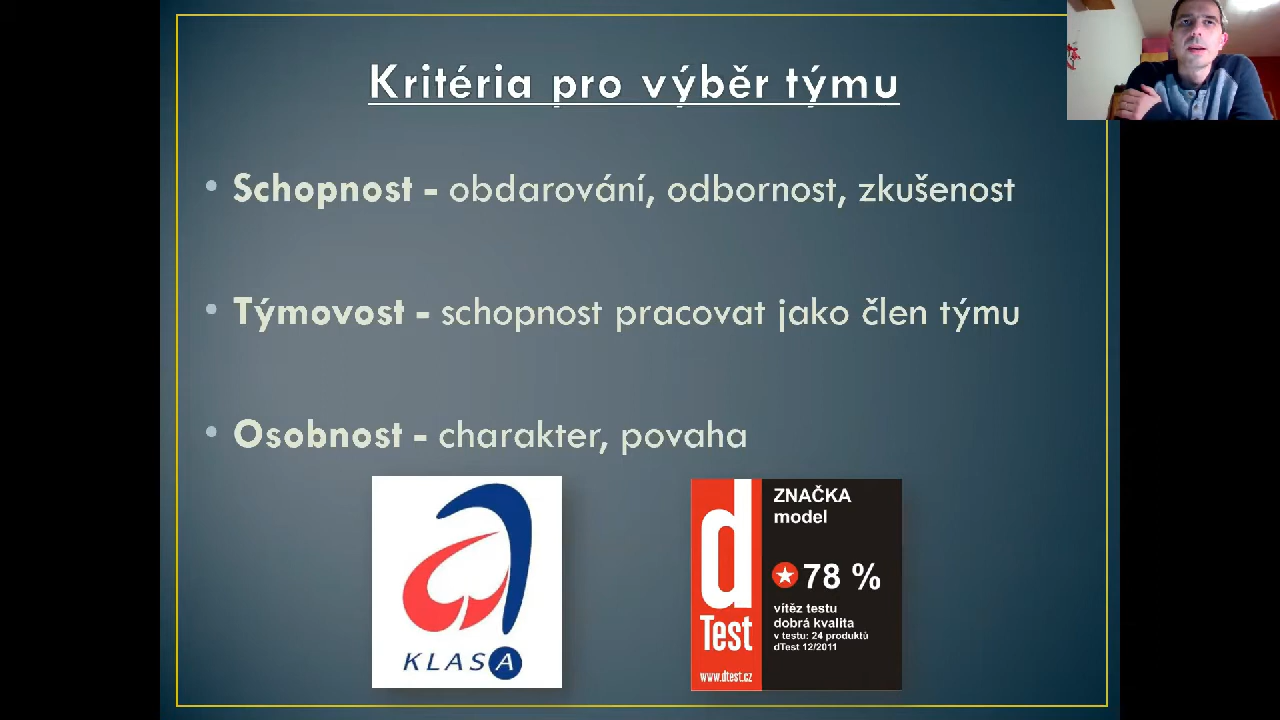 Kritéria pro výběr týmu
• Schopnost - obdarování, odbornost, zkušenost
• Týmovost - schopnost pracovat jako člen týmu
• Osobnost - charakter, povaha
KLASA
d
Test
www.dtest.cz
ZNAČKA
model
78 %
vítěz testu
dobrá kvalita
v testu: 24 produktů
dTest 12/2011